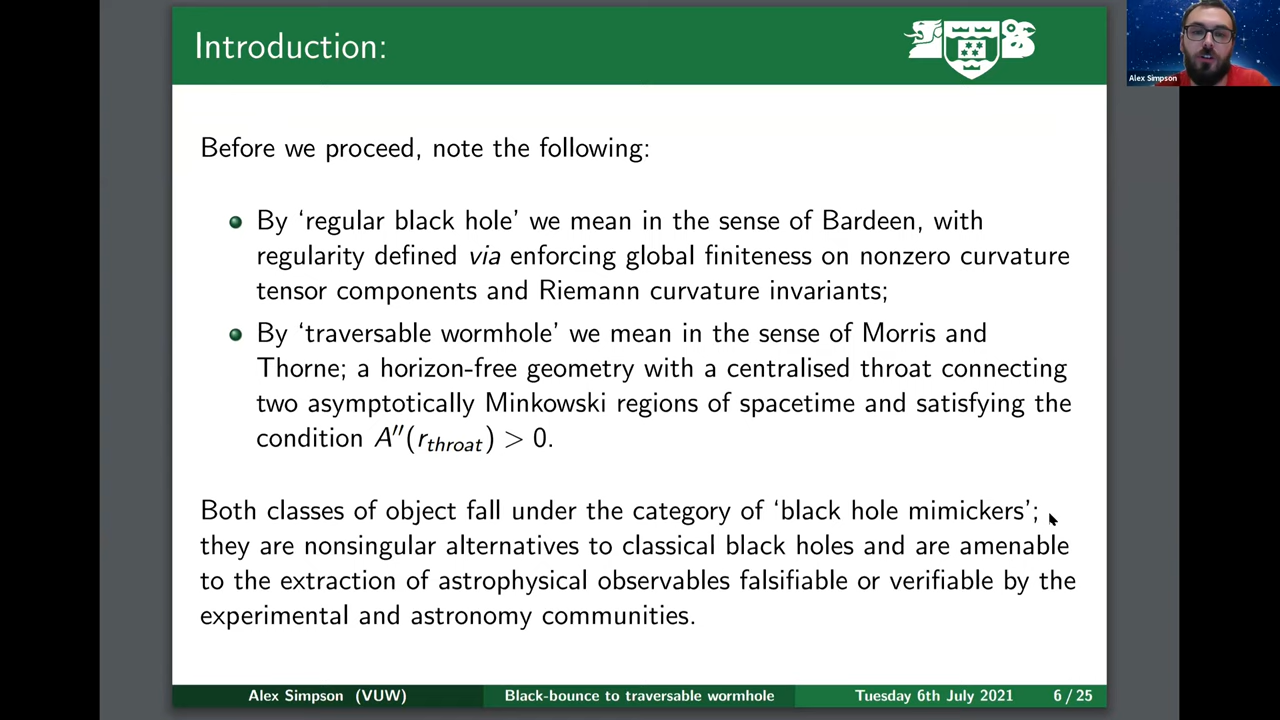 Introduction:
Alex Simpson
Before we proceed, note the following:
By ‘regular black hole’ we mean in the sense of Bardeen, with
regularity defined via enforcing global finiteness on nonzero curvature
tensor components and Riemann curvature invariants;
By ‘traversable wormhole’ we mean in the sense of Morris and
Thorne; a horizon-free geometry with a centralised throat connecting
two asymptotically Minkowski regions of spacetime and satisfying the
condition A″(r_throat) > 0.
Both classes of object fall under the category of ‘black hole mimickers’;
they are nonsingular alternatives to classical black holes and are amenable
to the extraction of astrophysical observables falsifiable or verifiable by the
experimental and astronomy communities.
Alex Simpson (VUW) Black-bounce to traversable wormhole Tuesday 6th July 2021 6 / 25